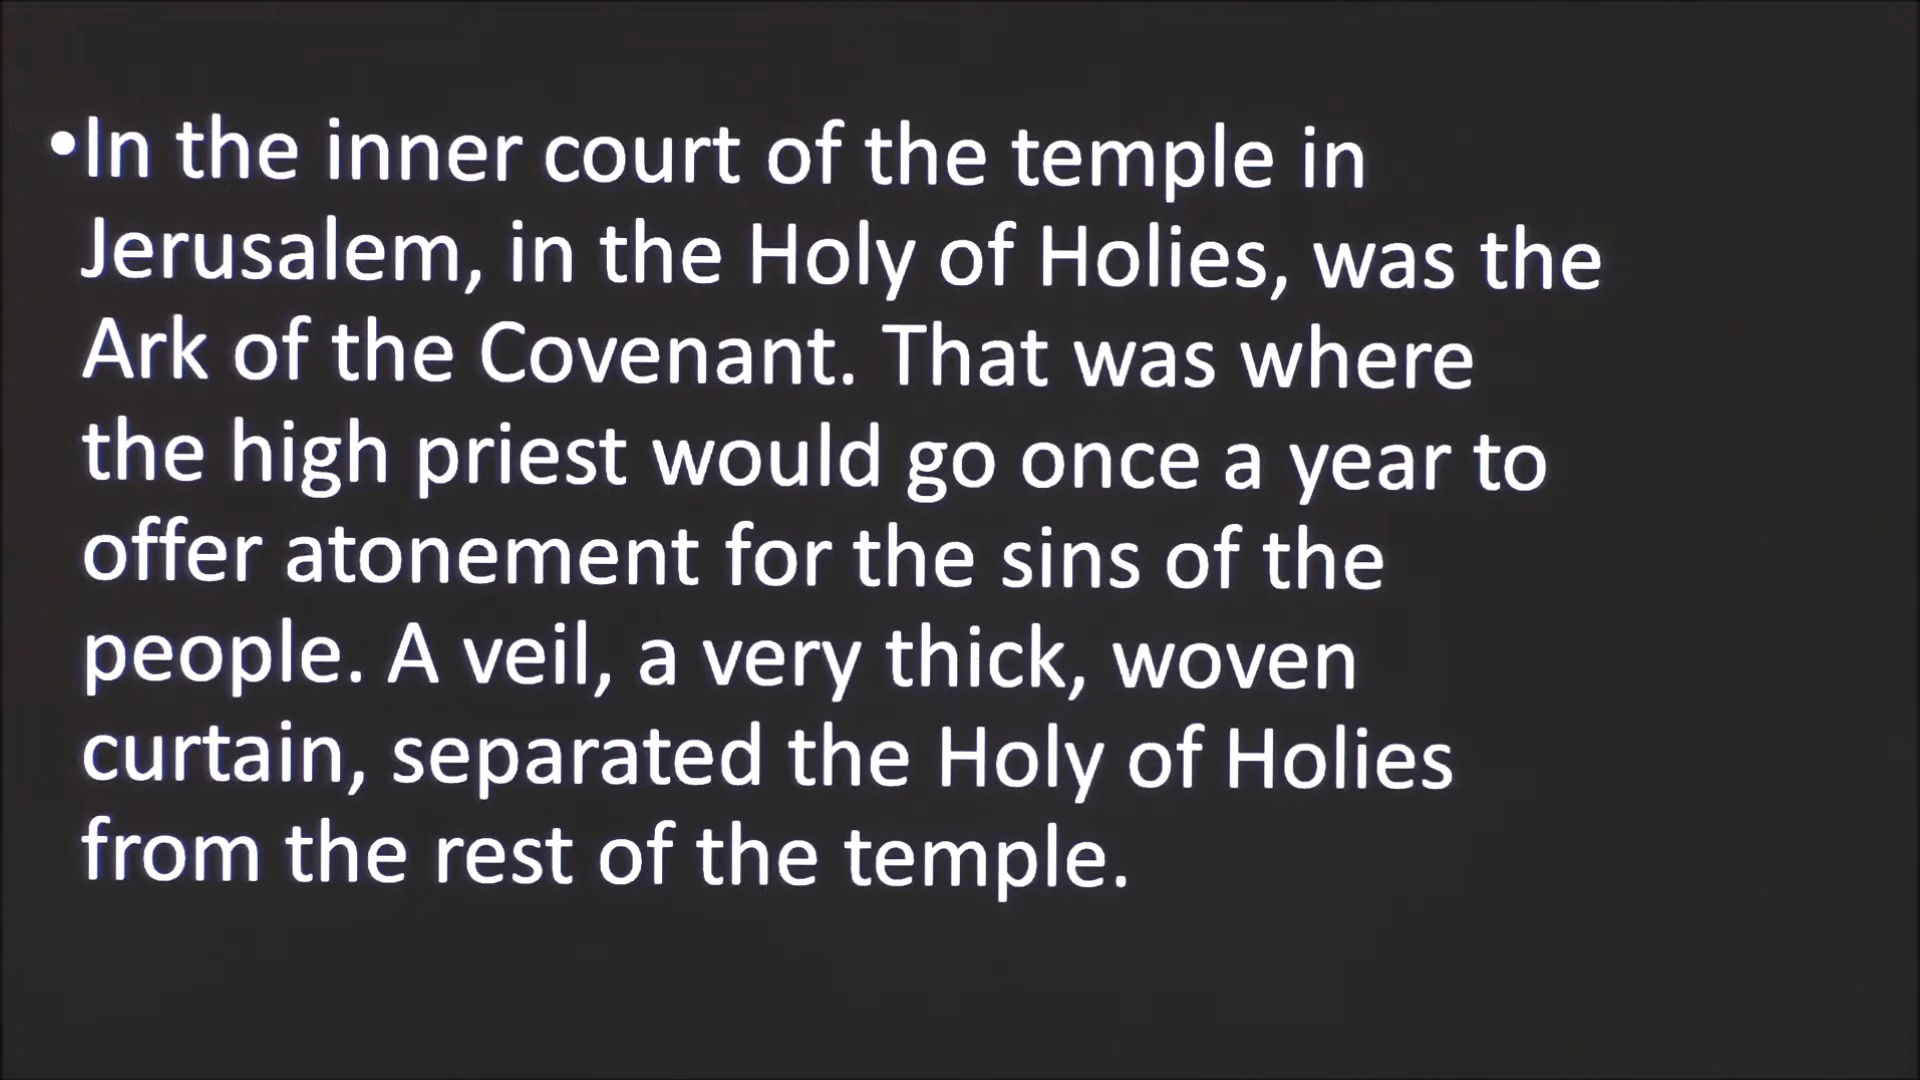 •In the inner court of the temple in
Jerusalem, in the Holy of Holies, was the
Ark of the Covenant. That was where
the high priest would go once a year to
offer atonement for the sins of the
people. A veil, a very thick, woven
curtain, separated the Holy of Holies
from the rest of the temple.